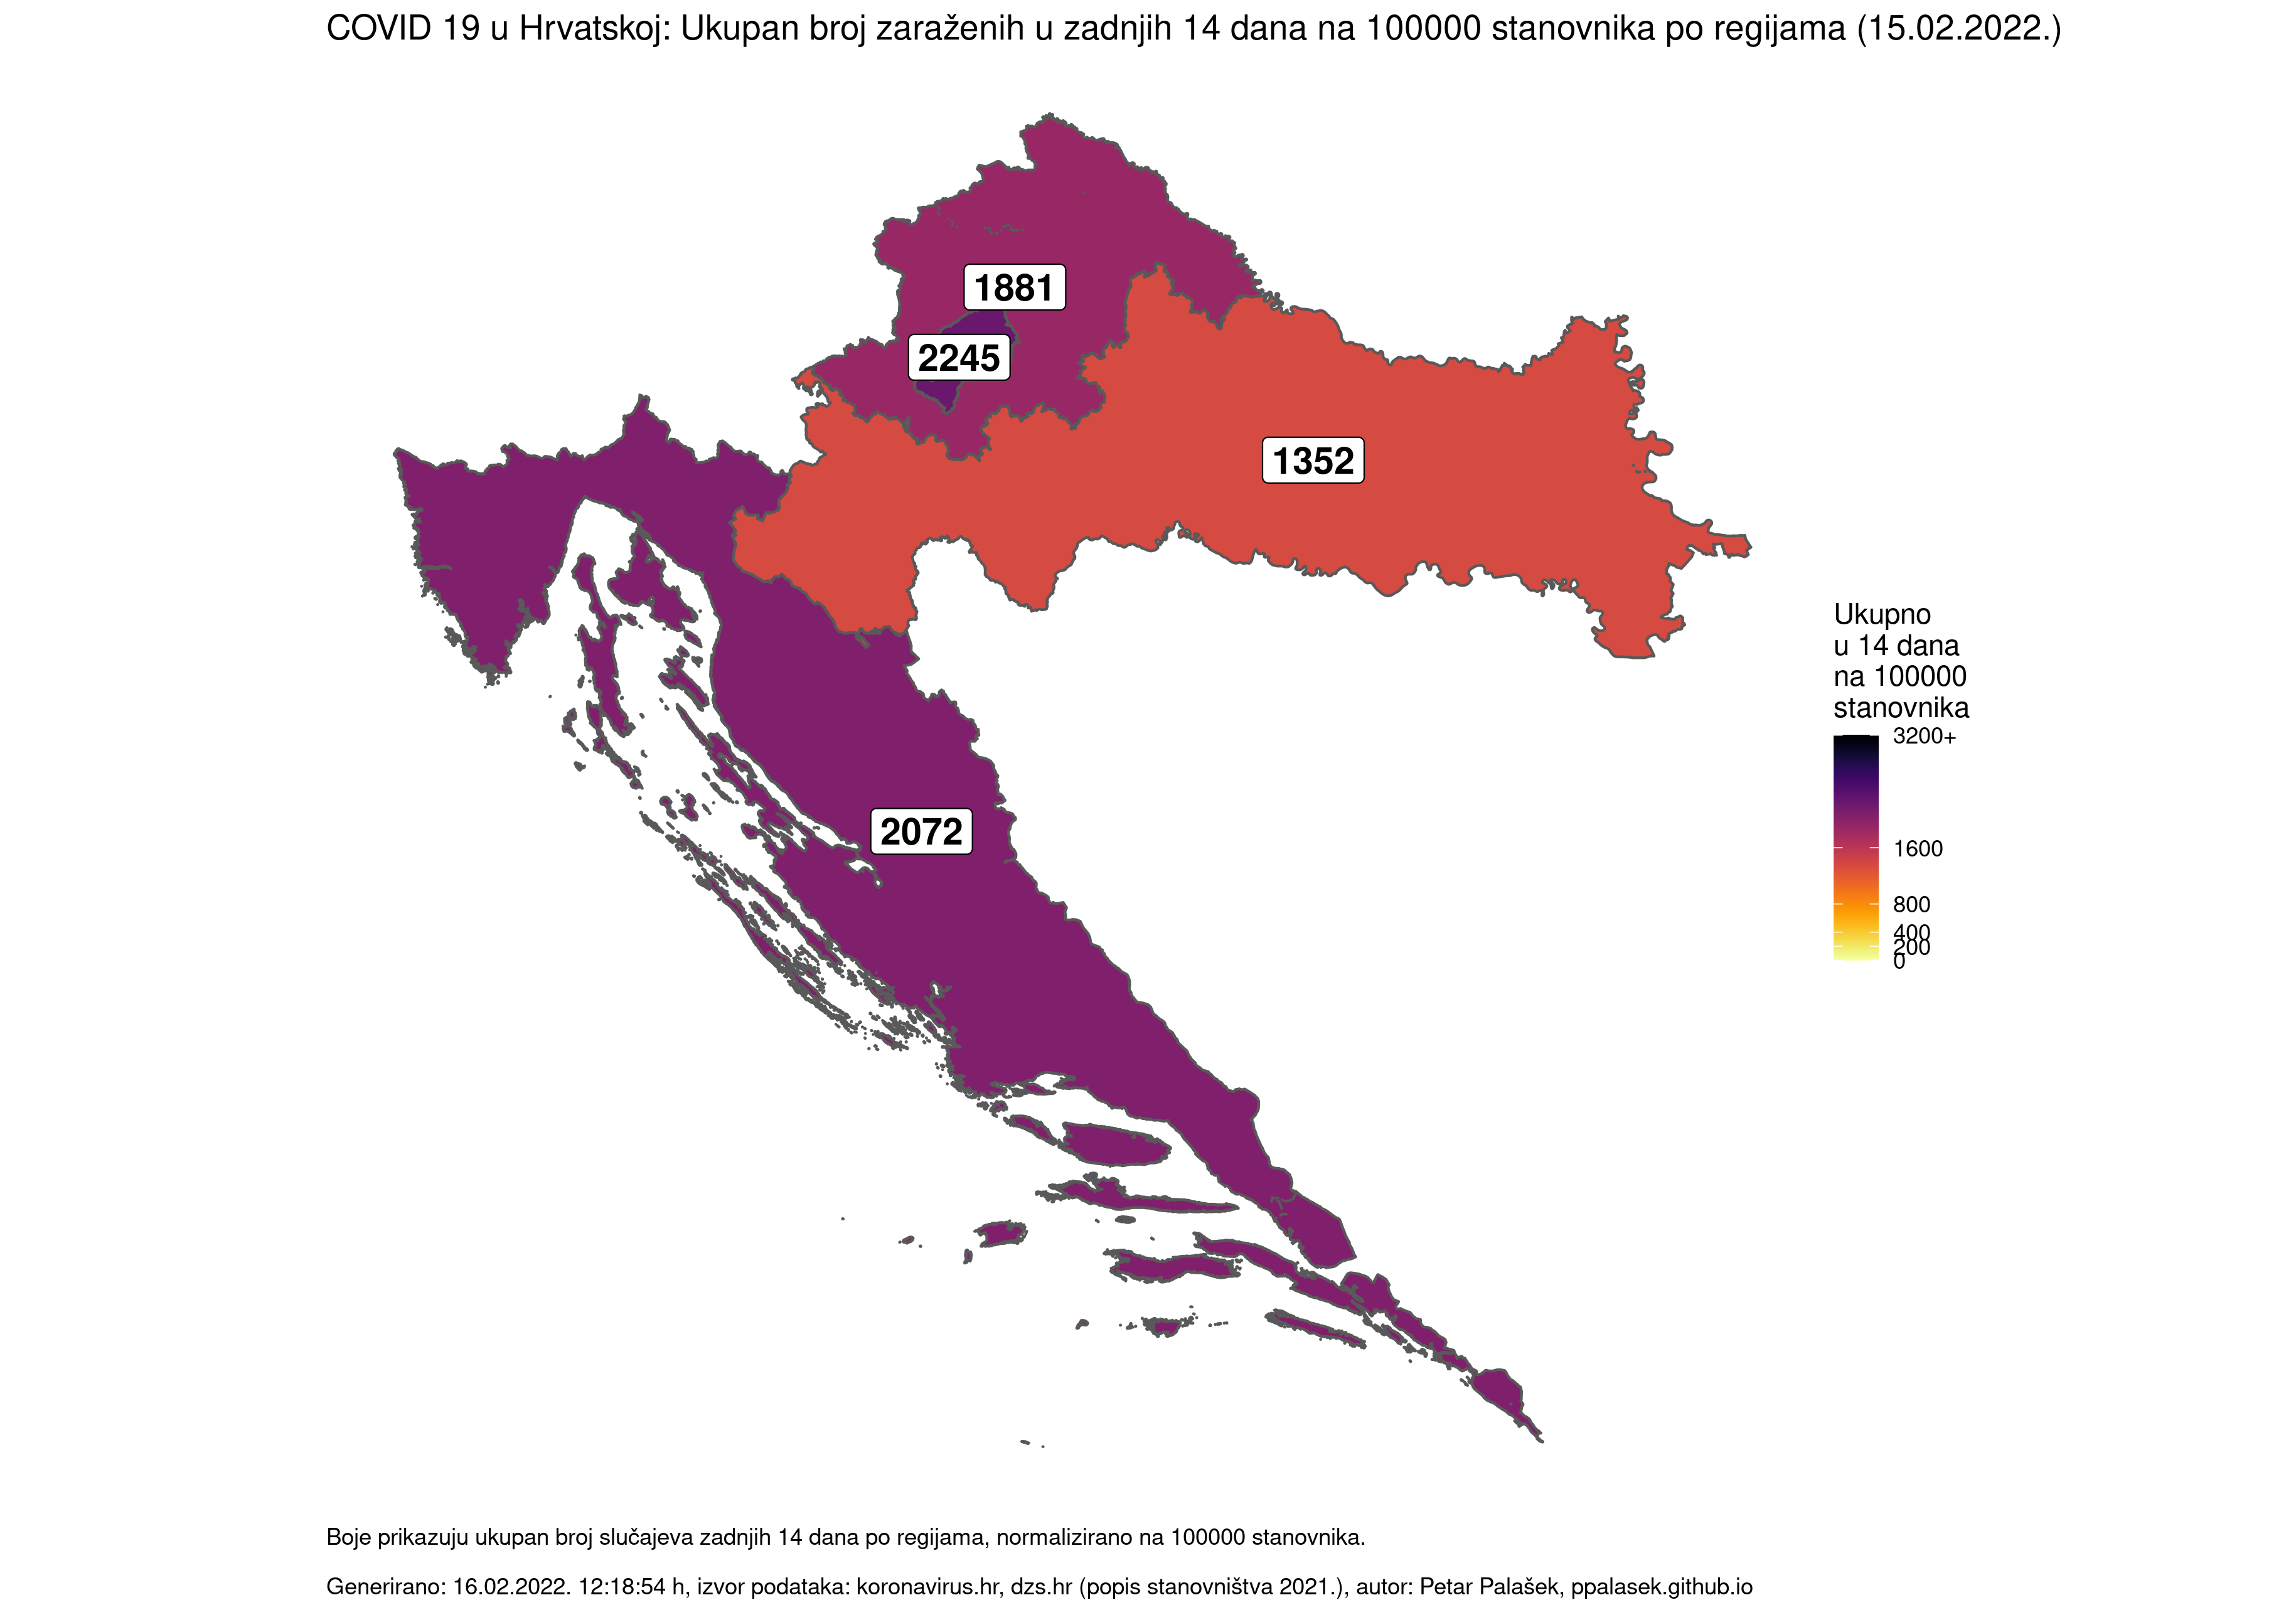 COVID 19 u Hrvatskoj: Ukupan broj zaraženih u zadnjih 14 dana na 100000 stanovnika po regijama (15.02.2022.)
1881
2245
1352
2072
Ukupno
u 14 dana
na 100000
stanovnika
3200+
1600
800
400
200
0
Boje prikazuju ukupan broj slučajeva zadnjih 14 dana po regijama, normalizirano na 100000 stanovnika.
Generirano: 16.02.2022. 12:18:54 h, izvor podataka: koronavirus.hr, dzs.hr (popis stanovništva 2021.), autor: Petar Palašek, ppalasek.github.io